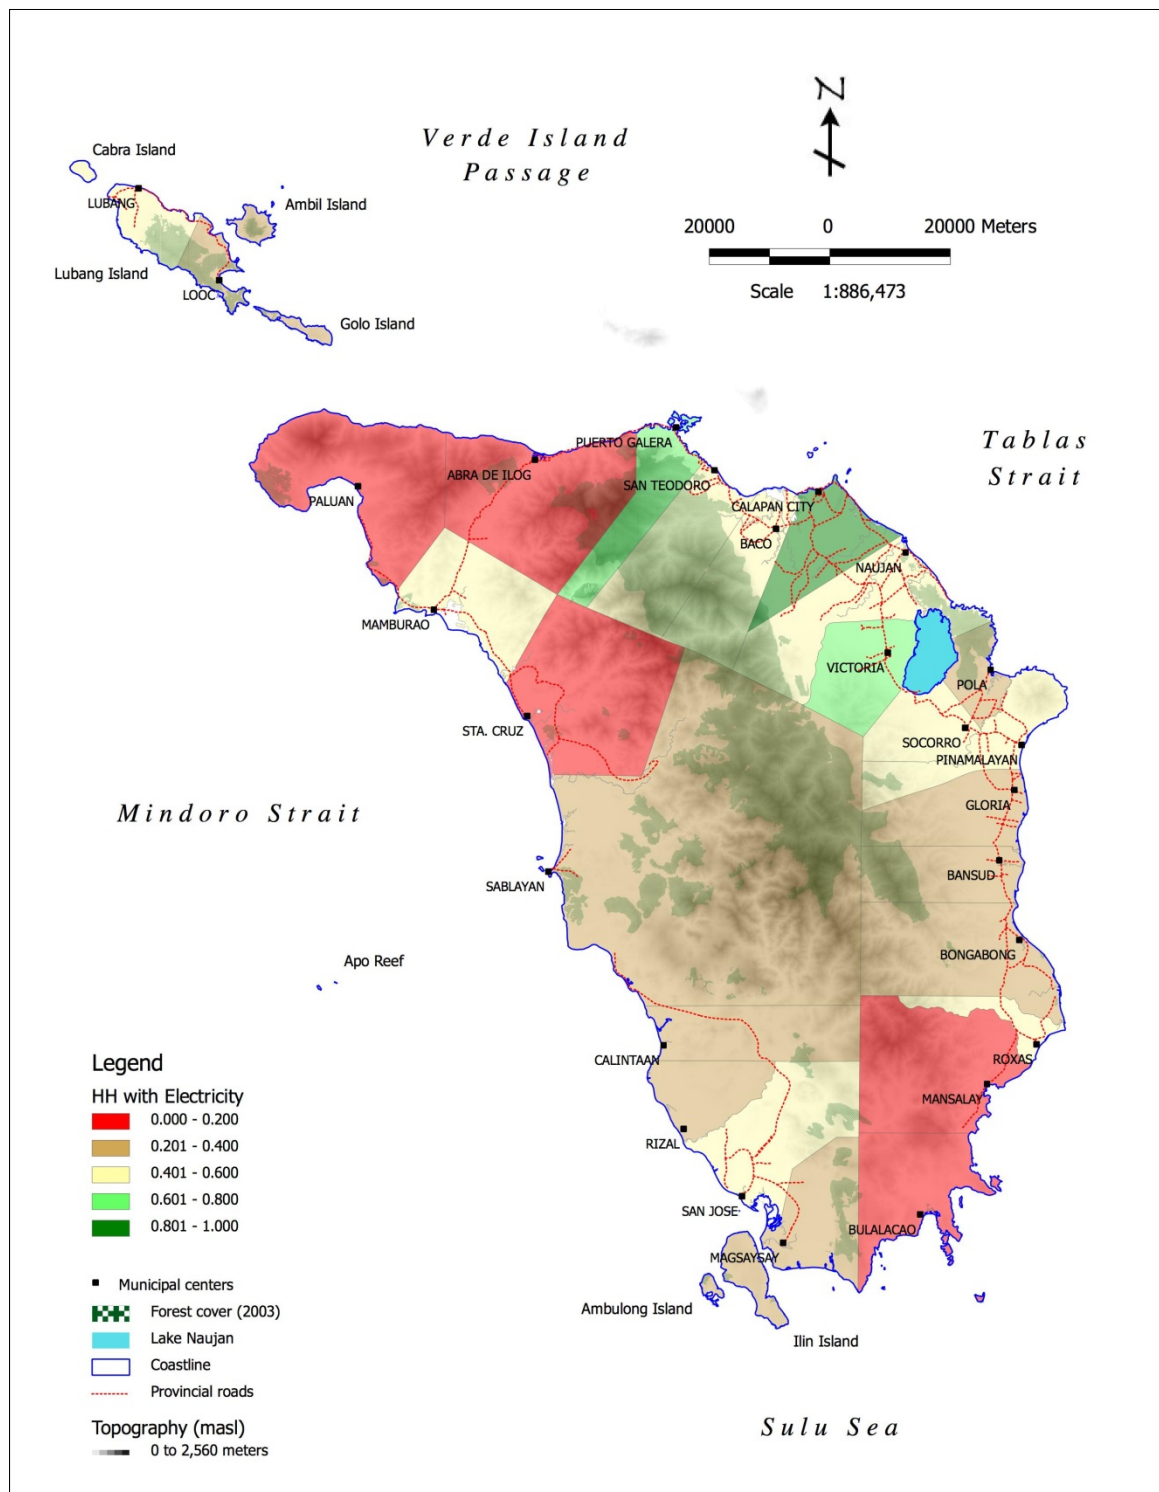 N
Verde Island
Passage
Cabra Island
LUBANG
Ambil Island
Lubang Island
LOOC
Golo Island
20000 0 20000 Meters
Scale 1:886,473
Tablas
Strait
PUERTO GALERA
ABRA DE ILOG
SAN TEODORO
PALUAN
CALAPAN CITY
BACO
NAUJAN
MAMBURAO
VICTORIA
POLA
STA. CRUZ
SOCORRO
PINAMALAYAN
Mindoro Strait
GLORIA
SABLAYAN
BANSUD
BONGABONG
Apo Reef
CALINTAAN
ROXAS
MANSALAY
RIZAL
SAN JOSE
BULALACAO
MAGSAYSAY
Ambulong Island
Ilin Island
Sulu Sea
Legend
HH with Electricity
0.000 - 0.200
0.201 - 0.400
0.401 - 0.600
0.601 - 0.800
0.801 - 1.000
Municipal centers
Forest cover (2003)
Lake Naujan
Coastline
Provincial roads
Topography (masl)
0 to 2,560 meters